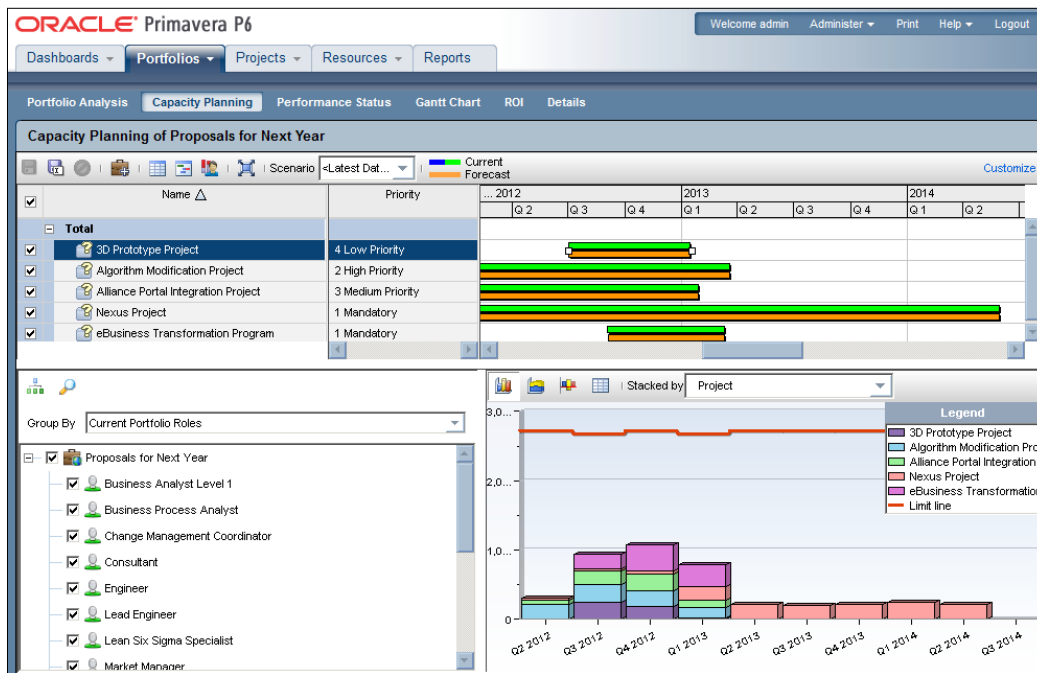 ORACLE Primavera P6
Welcome admin Administer Print Help Logout
Dashboards Portfolios Projects Resources Reports
Portfolio Analysis Capacity Planning Performance Status Gantt Chart ROI Details
Capacity Planning of Proposals for Next Year
Scenario <Latest Dat... Current
Forecast
Customize
Name Priority ... 2012 2013 2014
Q 2 Q 3 Q 4 Q 1 Q 2 Q 3 Q 4 Q 1 Q 2
Total
3D Prototype Project 4 Low Priority
Algorithm Modification Project 2 High Priority
Alliance Portal Integration Project 3 Medium Priority
Nexus Project 1 Mandatory
eBusiness Transformation Program 1 Mandatory
Stacked by Project
Group By Current Portfolio Roles
Proposals for Next Year
Business Analyst Level 1
Business Process Analyst
Change Management Coordinator
Consultant
Engineer
Lead Engineer
Lean Six Sigma Specialist
Market Manager
3,0...
2,0...
1,0...
0
Legend
3D Prototype Project
Algorithm Modification Pro
Alliance Portal Integration
Nexus Project
eBusiness Transformation
Limit line
Q2 2012 Q3 2012 Q4 2012 Q1 2013 Q2 2013 Q3 2013 Q4 2013 Q1 2014 Q2 2014 Q3 2014